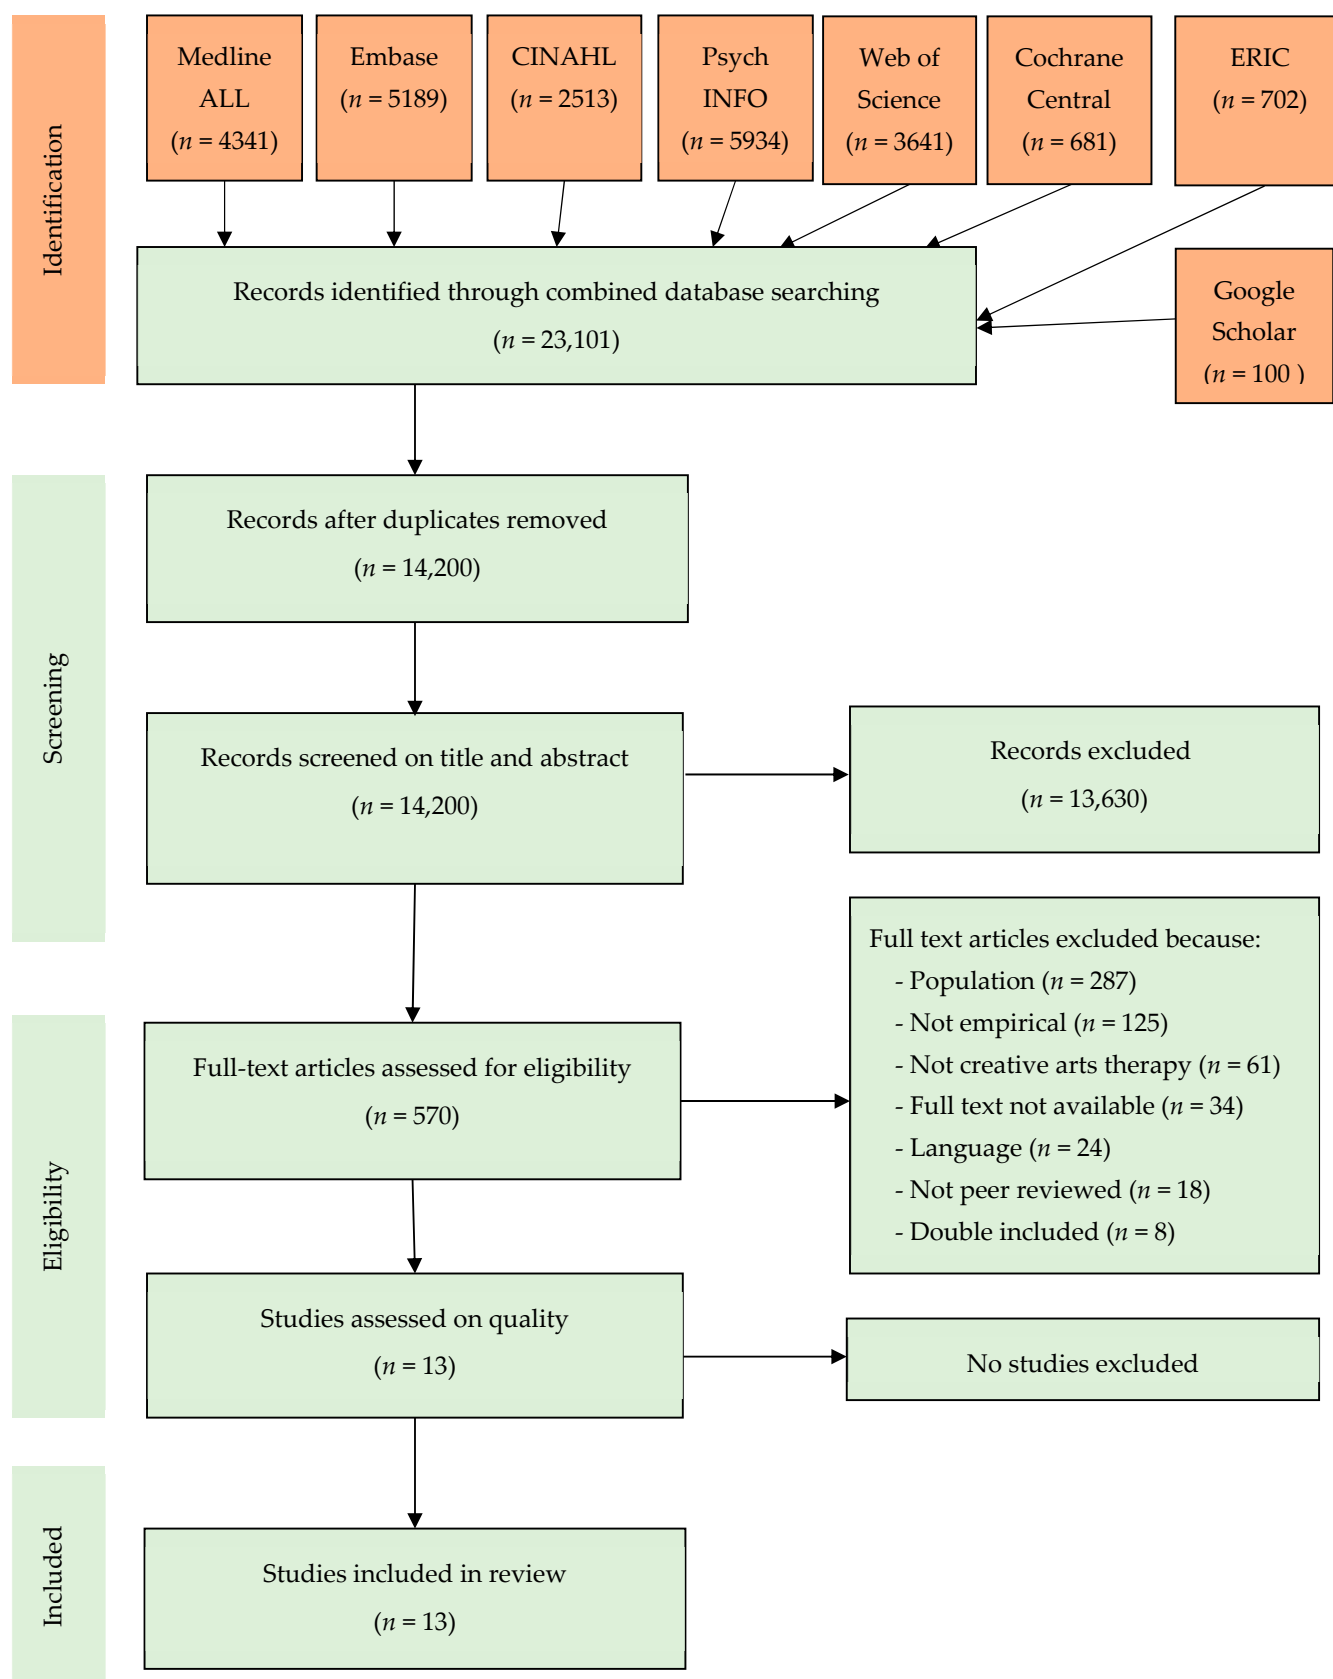 Identification
Medline
ALL
(n = 4341)
Embase
(n = 5189)
CINAHL
(n = 2513)
Psych
INFO
(n = 5934)
Web of
Science
(n = 3641)
Cochrane
Central
(n = 681)
ERIC
(n = 702)
Google
Scholar
(n = 100 )
Records identified through combined database searching
(n = 23,101)
Screening
Records after duplicates removed
(n = 14,200)
Records screened on title and abstract
(n = 14,200)
Records excluded
(n = 13,630)
Eligibility
Full-text articles assessed for eligibility
(n = 570)
Full text articles excluded because:
- Population (n = 287)
- Not empirical (n = 125)
- Not creative arts therapy (n = 61)
- Full text not available (n = 34)
- Language (n = 24)
- Not peer reviewed (n = 18)
- Double included (n = 8)
Studies assessed on quality
(n = 13)
No studies excluded
Included
Studies included in review
(n = 13)